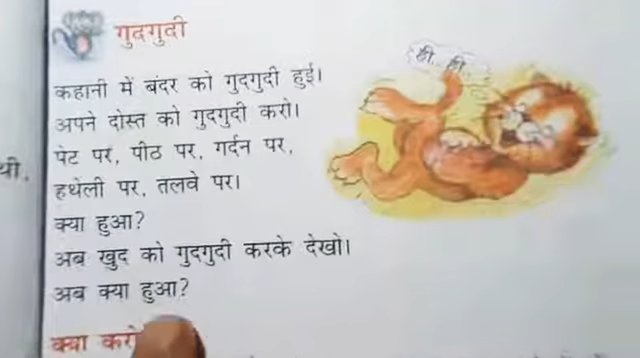 गुदगुदी
ही.. ही..
कहानी में बंदर को गुदगुदी हुई।
अपने दोस्त को गुदगुदी करो।
पेट पर, पीठ पर, गर्दन पर,
हथेली पर, तलवे पर।
क्या हुआ?
अब खुद को गुदगुदी करके देखो।
अब क्या हुआ?
क्या करो
थी.